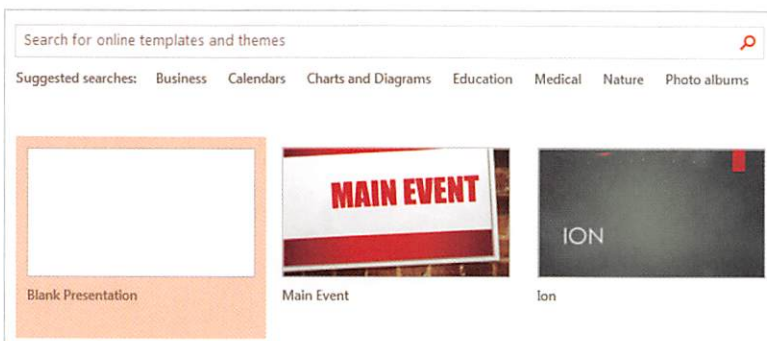 Search for online templates and themes
Suggested searches: Business Calendars Charts and Diagrams Education Medical Nature Photo albums
MAIN EVENT
ION
Blank Presentation Main Event Ion